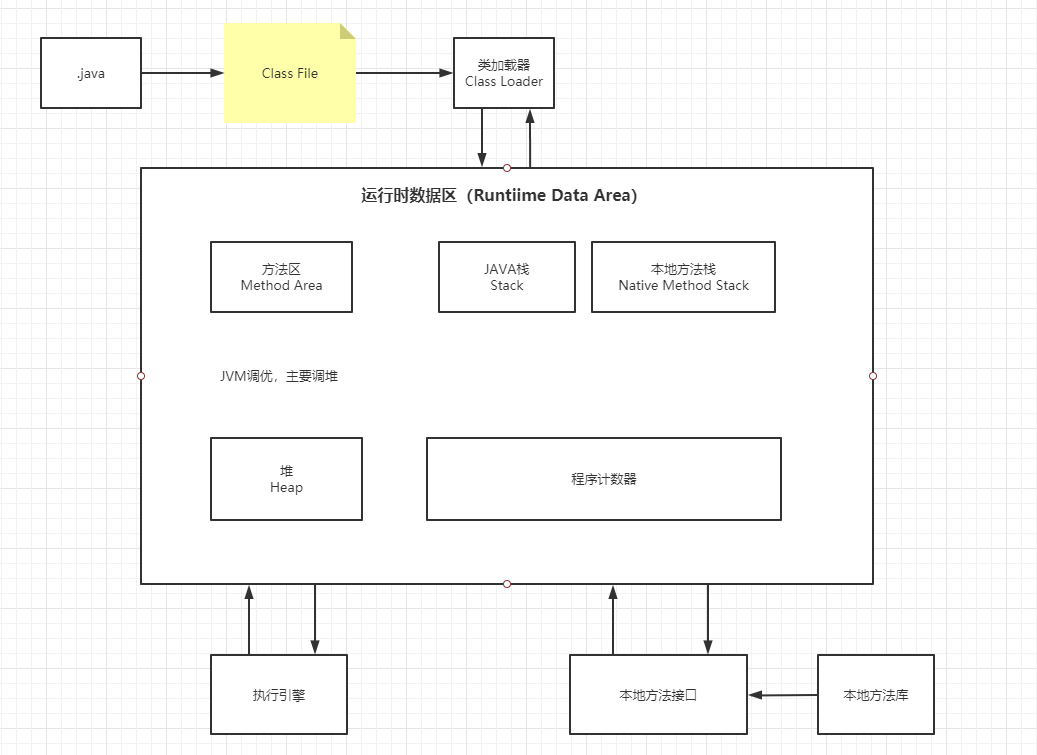 .java
Class File
类加载器
Class Loader
运行时数据区（Runtiime Data Area）
方法区
Method Area
JAVA栈
Stack
本地方法栈
Native Method Stack
JVM调优，主要调堆
堆
Heap
程序计数器
执行引擎
本地方法接口
本地方法库